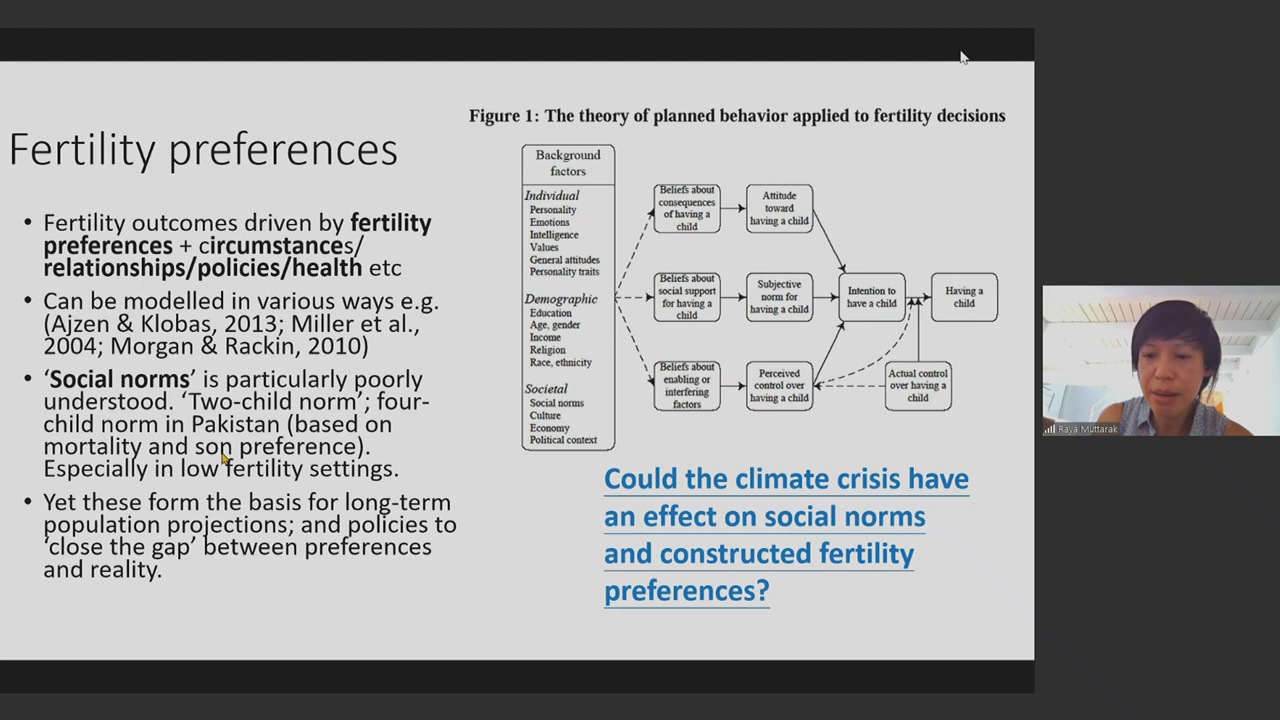 Fertility preferences
• Fertility outcomes driven by fertility
preferences + circumstances/
relationships/policies/health etc
• Can be modelled in various ways e.g.
(Ajzen & Klobas, 2013; Miller et al.,
2004; Morgan & Rackin, 2010)
• ‘Social norms’ is particularly poorly
understood. ‘Two-child norm’; four-
child norm in Pakistan (based on
mortality and son preference).
Especially in low fertility settings.
• Yet these form the basis for long-term
population projections; and policies to
‘close the gap’ between preferences
and reality.
Figure 1: The theory of planned behavior applied to fertility decisions
Background
factors
Individual
Personality
Emotions
Intelligence
Values
General attitudes
Personality traits
Demographic
Education
Age, gender
Income
Religion
Race, ethnicity
Societal
Social norms
Culture
Economy
Political context
Beliefs about
consequences
of having a
child
Attitude
toward
having a child
Beliefs about
social support
for having a
child
Subjective
norm for
having a child
Intention to
have a child
Having a
child
Beliefs about
enabling or
interfering
factors
Perceived
control over
having a child
Actual control
over having a
child
Could the climate crisis have
an effect on social norms
and constructed fertility
preferences?
Raya Muttarak